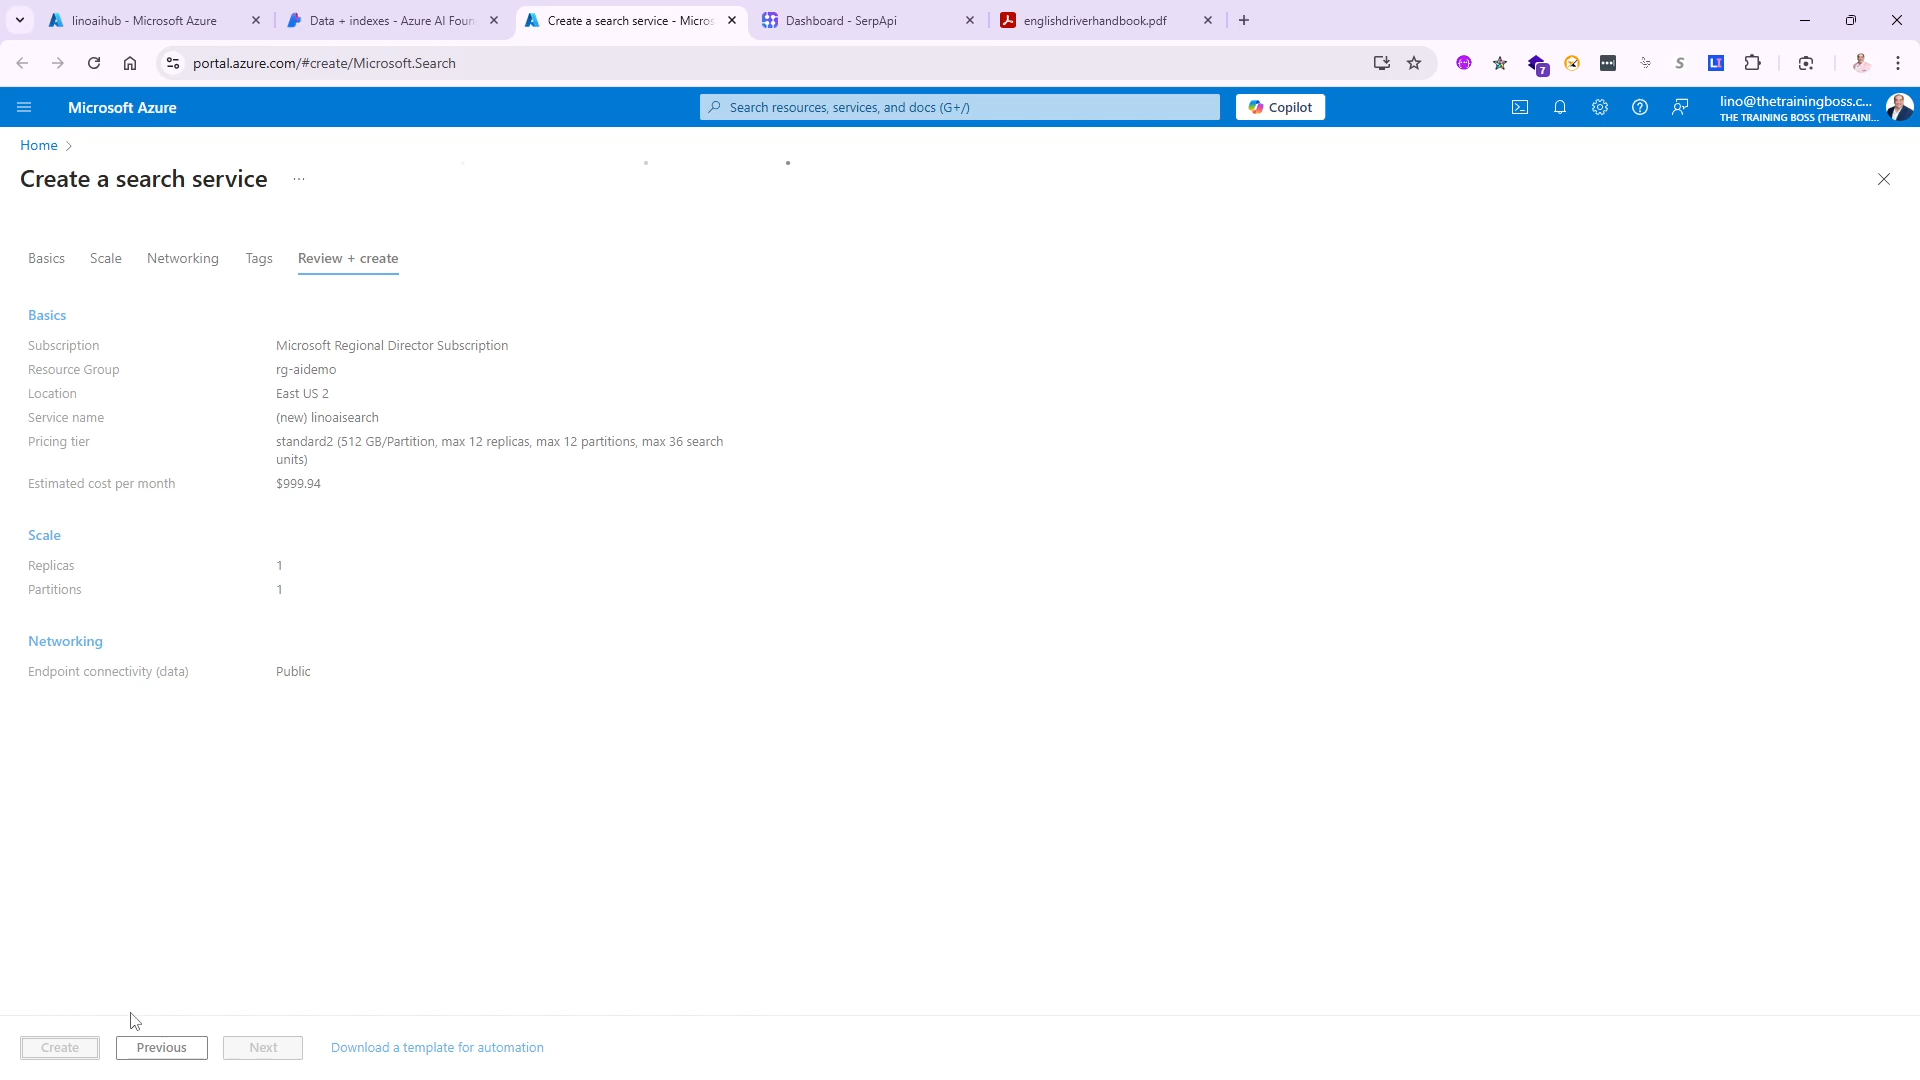 linoaihub - Microsoft Azure
Data + indexes - Azure AI Foun
Create a search service - Micros
Dashboard - SerpApi
englishdriverhandbook.pdf
portal.azure.com/#create/Microsoft.Search
7
LT
Microsoft Azure
Search resources, services, and docs (G+/)
Copilot
lino@thetrainingboss.c...
THE TRAINING BOSS (THETRAINI...
Home
Create a search service
...
Basics
Scale
Networking
Tags
Review + create
Basics
Subscription
Microsoft Regional Director Subscription
Resource Group
rg-aidemo
Location
East US 2
Service name
(new) linoaisearch
Pricing tier
standard2 (512 GB/Partition, max 12 replicas, max 12 partitions, max 36 search
units)
Estimated cost per month
$999.94
Scale
Replicas
1
Partitions
1
Networking
Endpoint connectivity (data)
Public
Create
Previous
Next
Download a template for automation